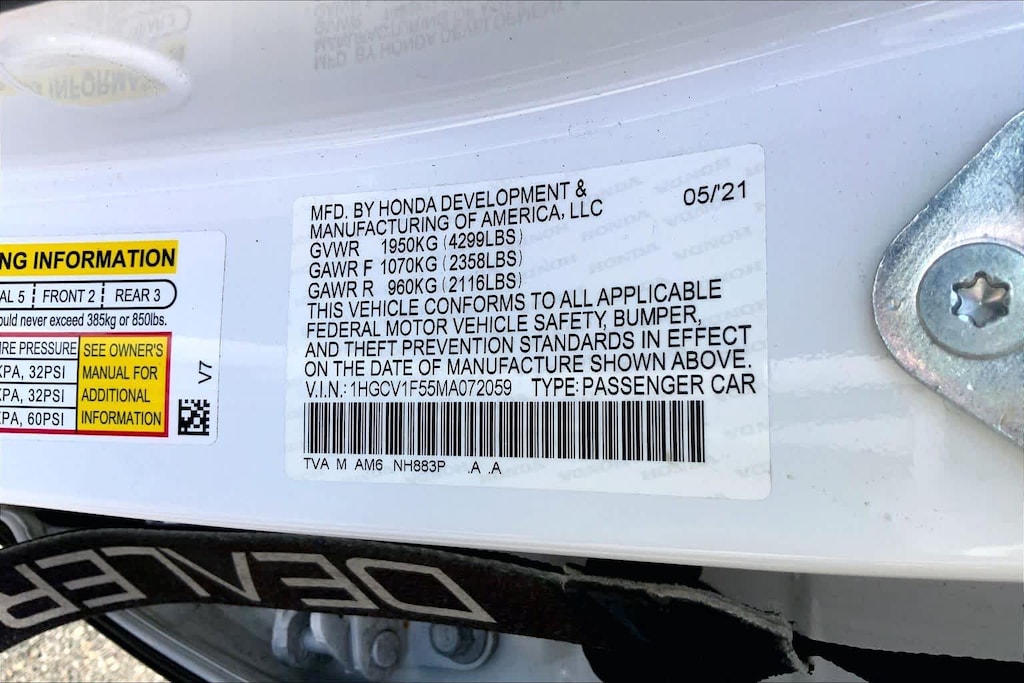 MFD. BY HONDA DEVELOPMENT &
MANUFACTURING OF AMERICA, LLC
05/'21
GVWR 1950KG (4299LBS)
GAWR F 1070KG (2358LBS)
GAWR R 960KG (2116LBS)
THIS VEHICLE CONFORMS TO ALL APPLICABLE
FEDERAL MOTOR VEHICLE SAFETY, BUMPER,
AND THEFT PREVENTION STANDARDS IN EFFECT
ON THE DATE OF MANUFACTURE SHOWN ABOVE.
V.I.N.: 1HGCV1F55MA072059 TYPE:PASSENGER CAR
TVA M AM6 NH883P .A .A
NG INFORMATION
AL 5 FRONT 2 REAR 3
ould never exceed 385kg or 850lbs.
IRE PRESSURE
KPA, 32PSI
KPA, 32PSI
KPA, 60PSI
SEE OWNER'S
MANUAL FOR
ADDITIONAL
INFORMATION
V7
DEALER